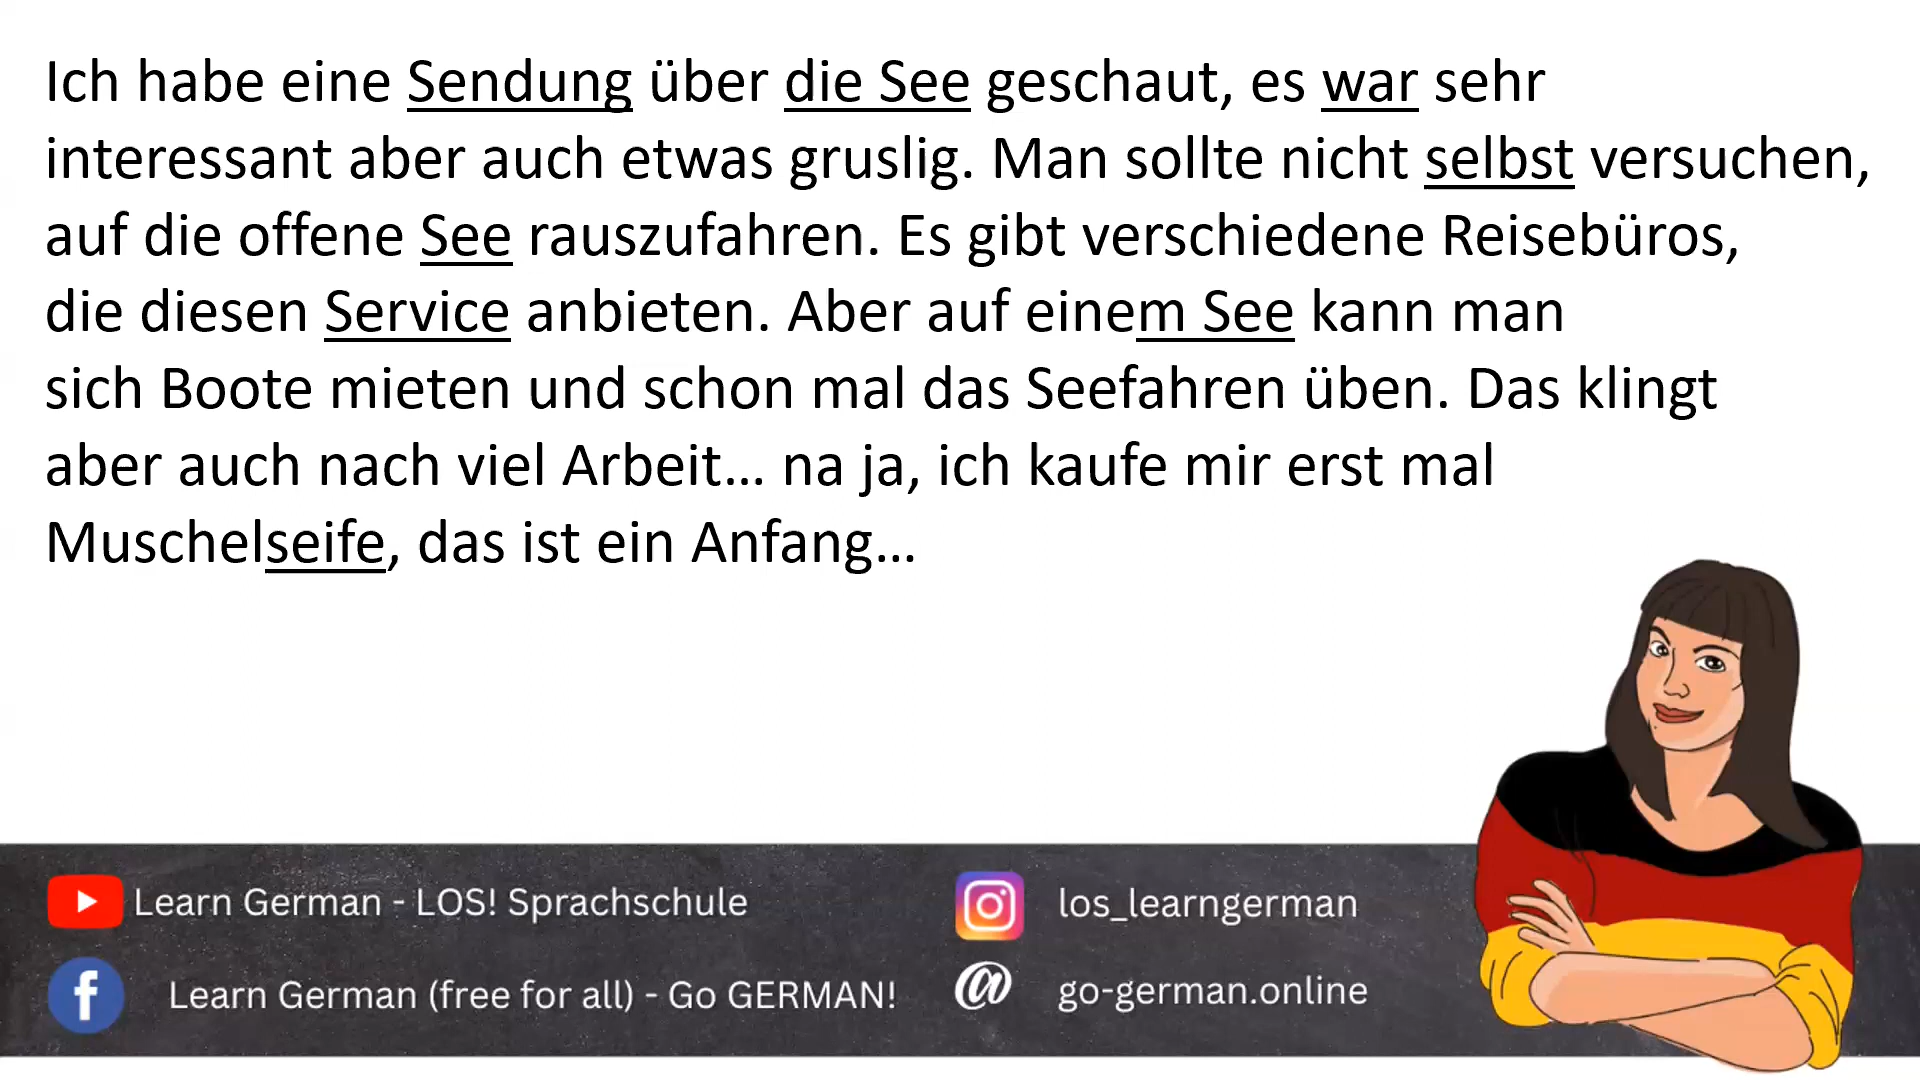 Ich habe eine Sendung über die See geschaut, es war sehr
interessant aber auch etwas gruslig. Man sollte nicht selbst versuchen,
auf die offene See rauszufahren. Es gibt verschiedene Reisebüros,
die diesen Service anbieten. Aber auf einem See kann man
sich Boote mieten und schon mal das Seefahren üben. Das klingt
aber auch nach viel Arbeit… na ja, ich kaufe mir erst mal
Muschelseife, das ist ein Anfang…
Learn German - LOS! Sprachschule
los_learngerman
Learn German (free for all) - Go GERMAN!
@ go-german.online